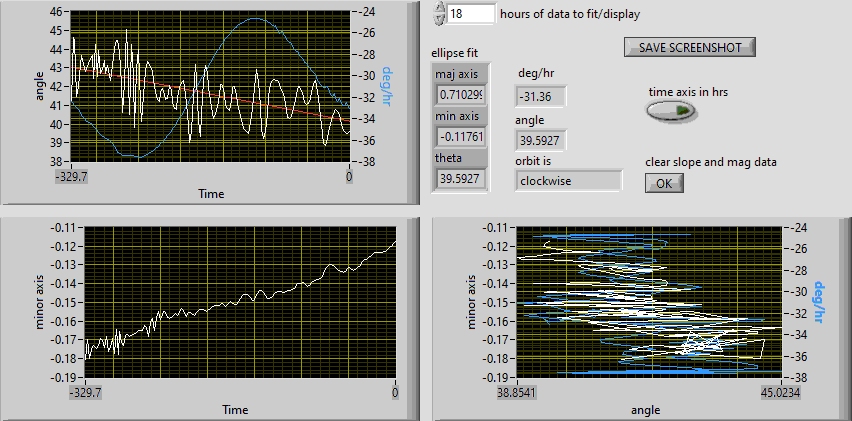 18 hours of data to fit/display
SAVE SCREENSHOT
46
45
44
43
42
41
40
39
38
angle
-24
-26
-28
-30
-32
-34
-36
-38
deg/hr
-329.7
0
Time
ellipse fit
maj axis
0.71029
min axis
-0.11761
theta
39.5927
deg/hr
-31.36
angle
39.5927
orbit is
clockwise
time axis in hrs
clear slope and mag data
OK
-0.11
-0.12
-0.13
-0.14
-0.15
-0.16
-0.17
-0.18
-0.19
minor axis
-329.7
0
Time
-0.11
-0.12
-0.13
-0.14
-0.15
-0.16
-0.17
-0.18
-0.19
minor axis
-24
-26
-28
-30
-32
-34
-36
-38
deg/hr
38.8541
45.0234
angle